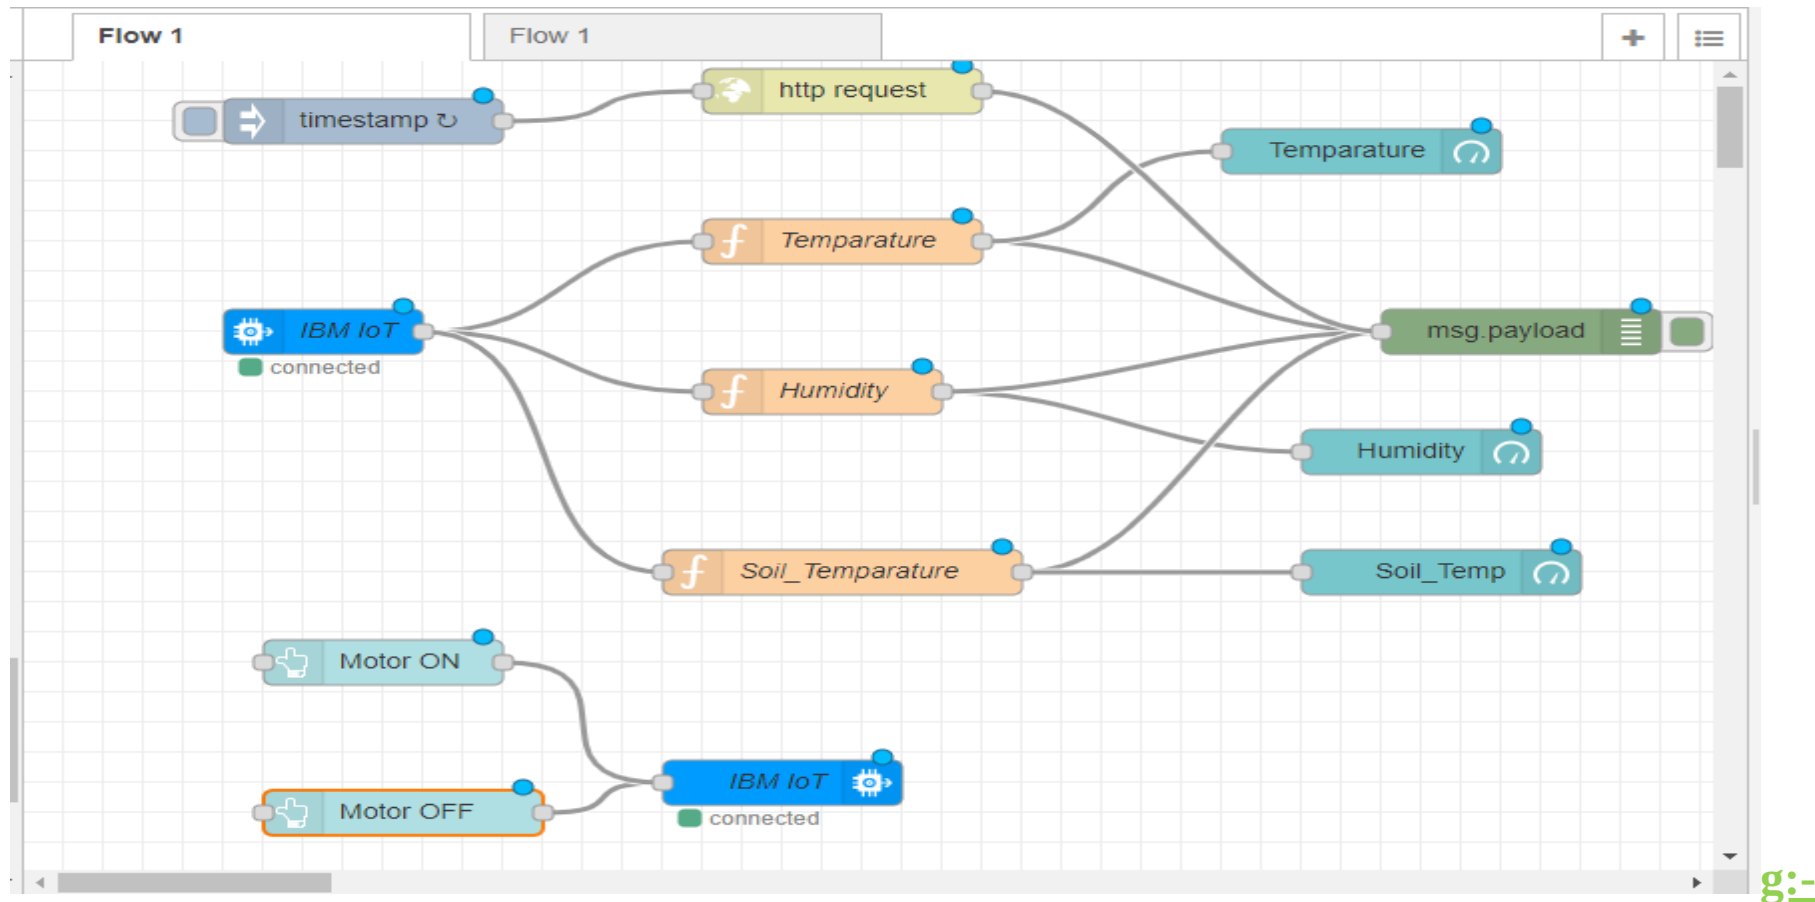 Flow 1
Flow 1
http request
timestamp ↻
Temparature
Temparature
IBM IoT
connected
msg.payload
Humidity
Humidity
Soil_Temparature
Soil_Temp
Motor ON
IBM IoT
connected
Motor OFF
g:-